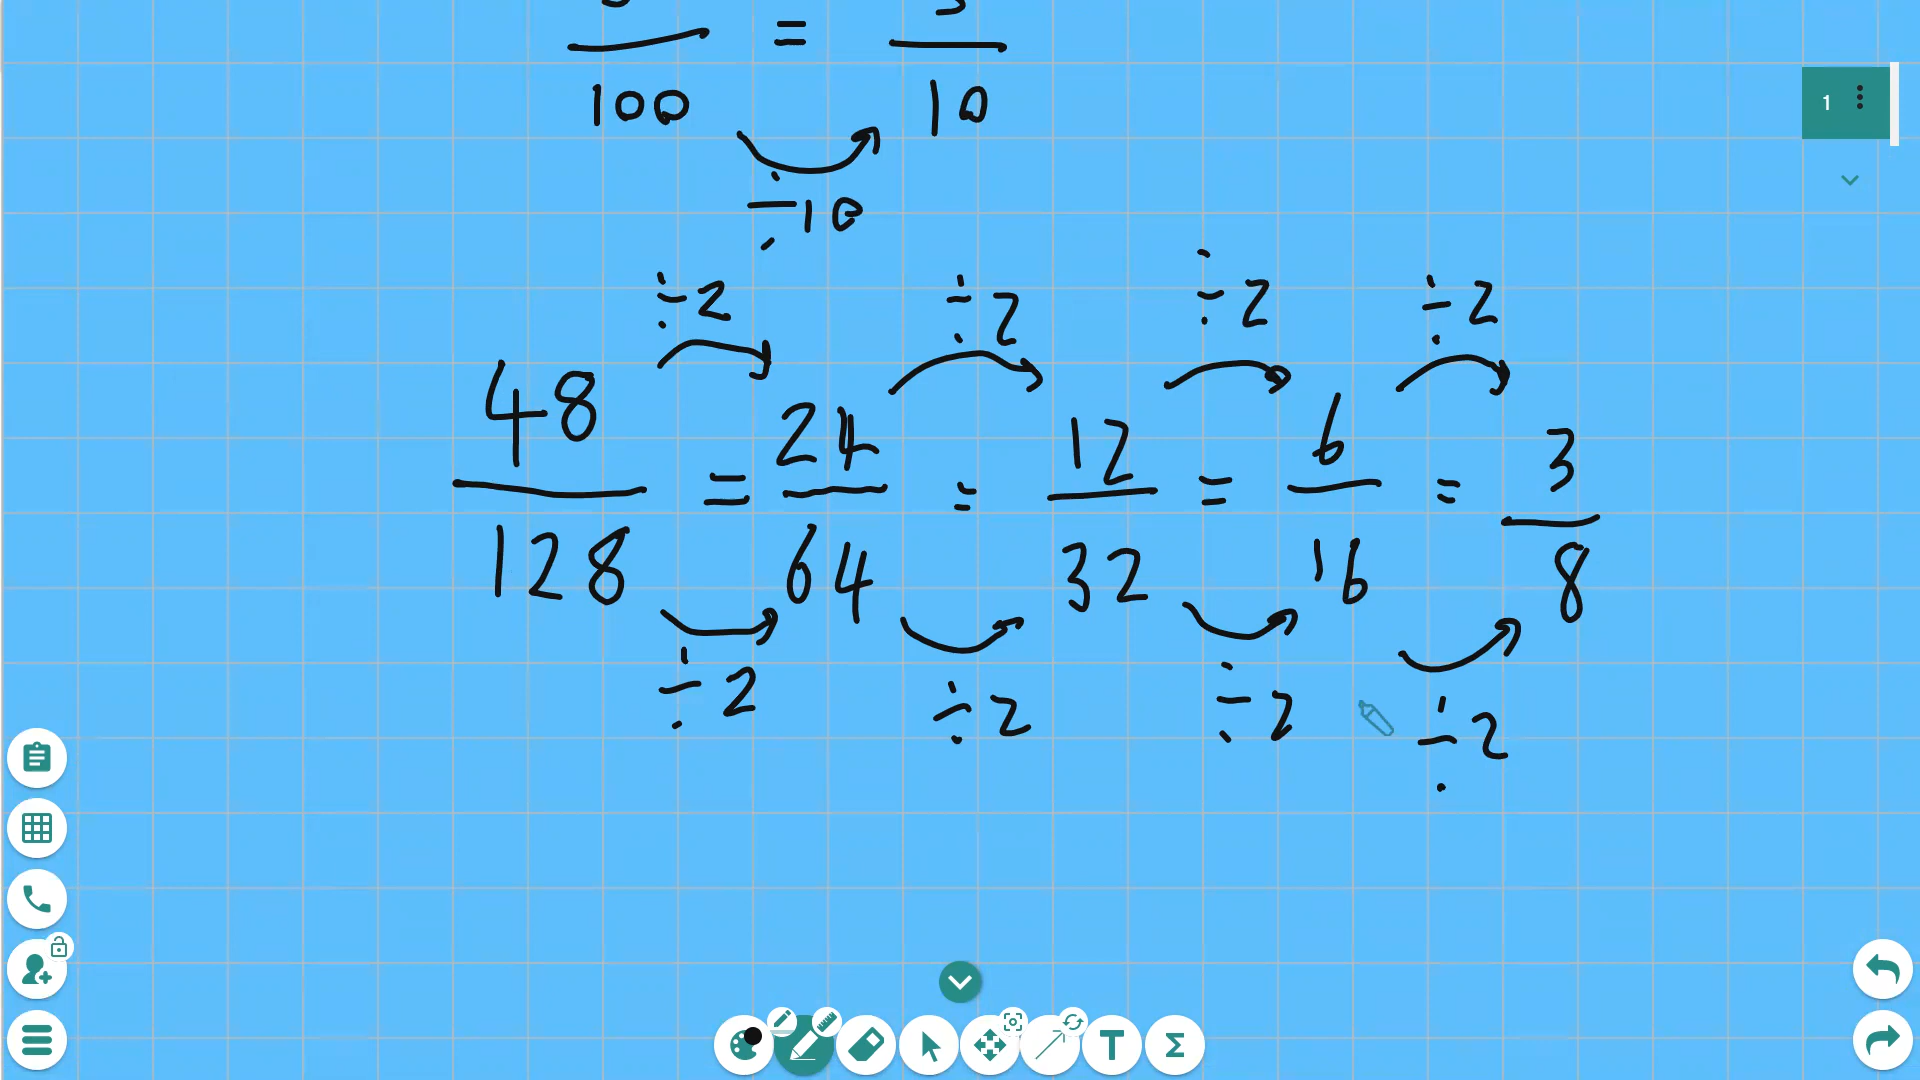 100 = 10
÷10
÷2 ÷2 ÷2 ÷2
48 24 12 6 3
= = = =
128 64 32 16 8
÷2 ÷2 ÷2 ÷2
1
T Σ